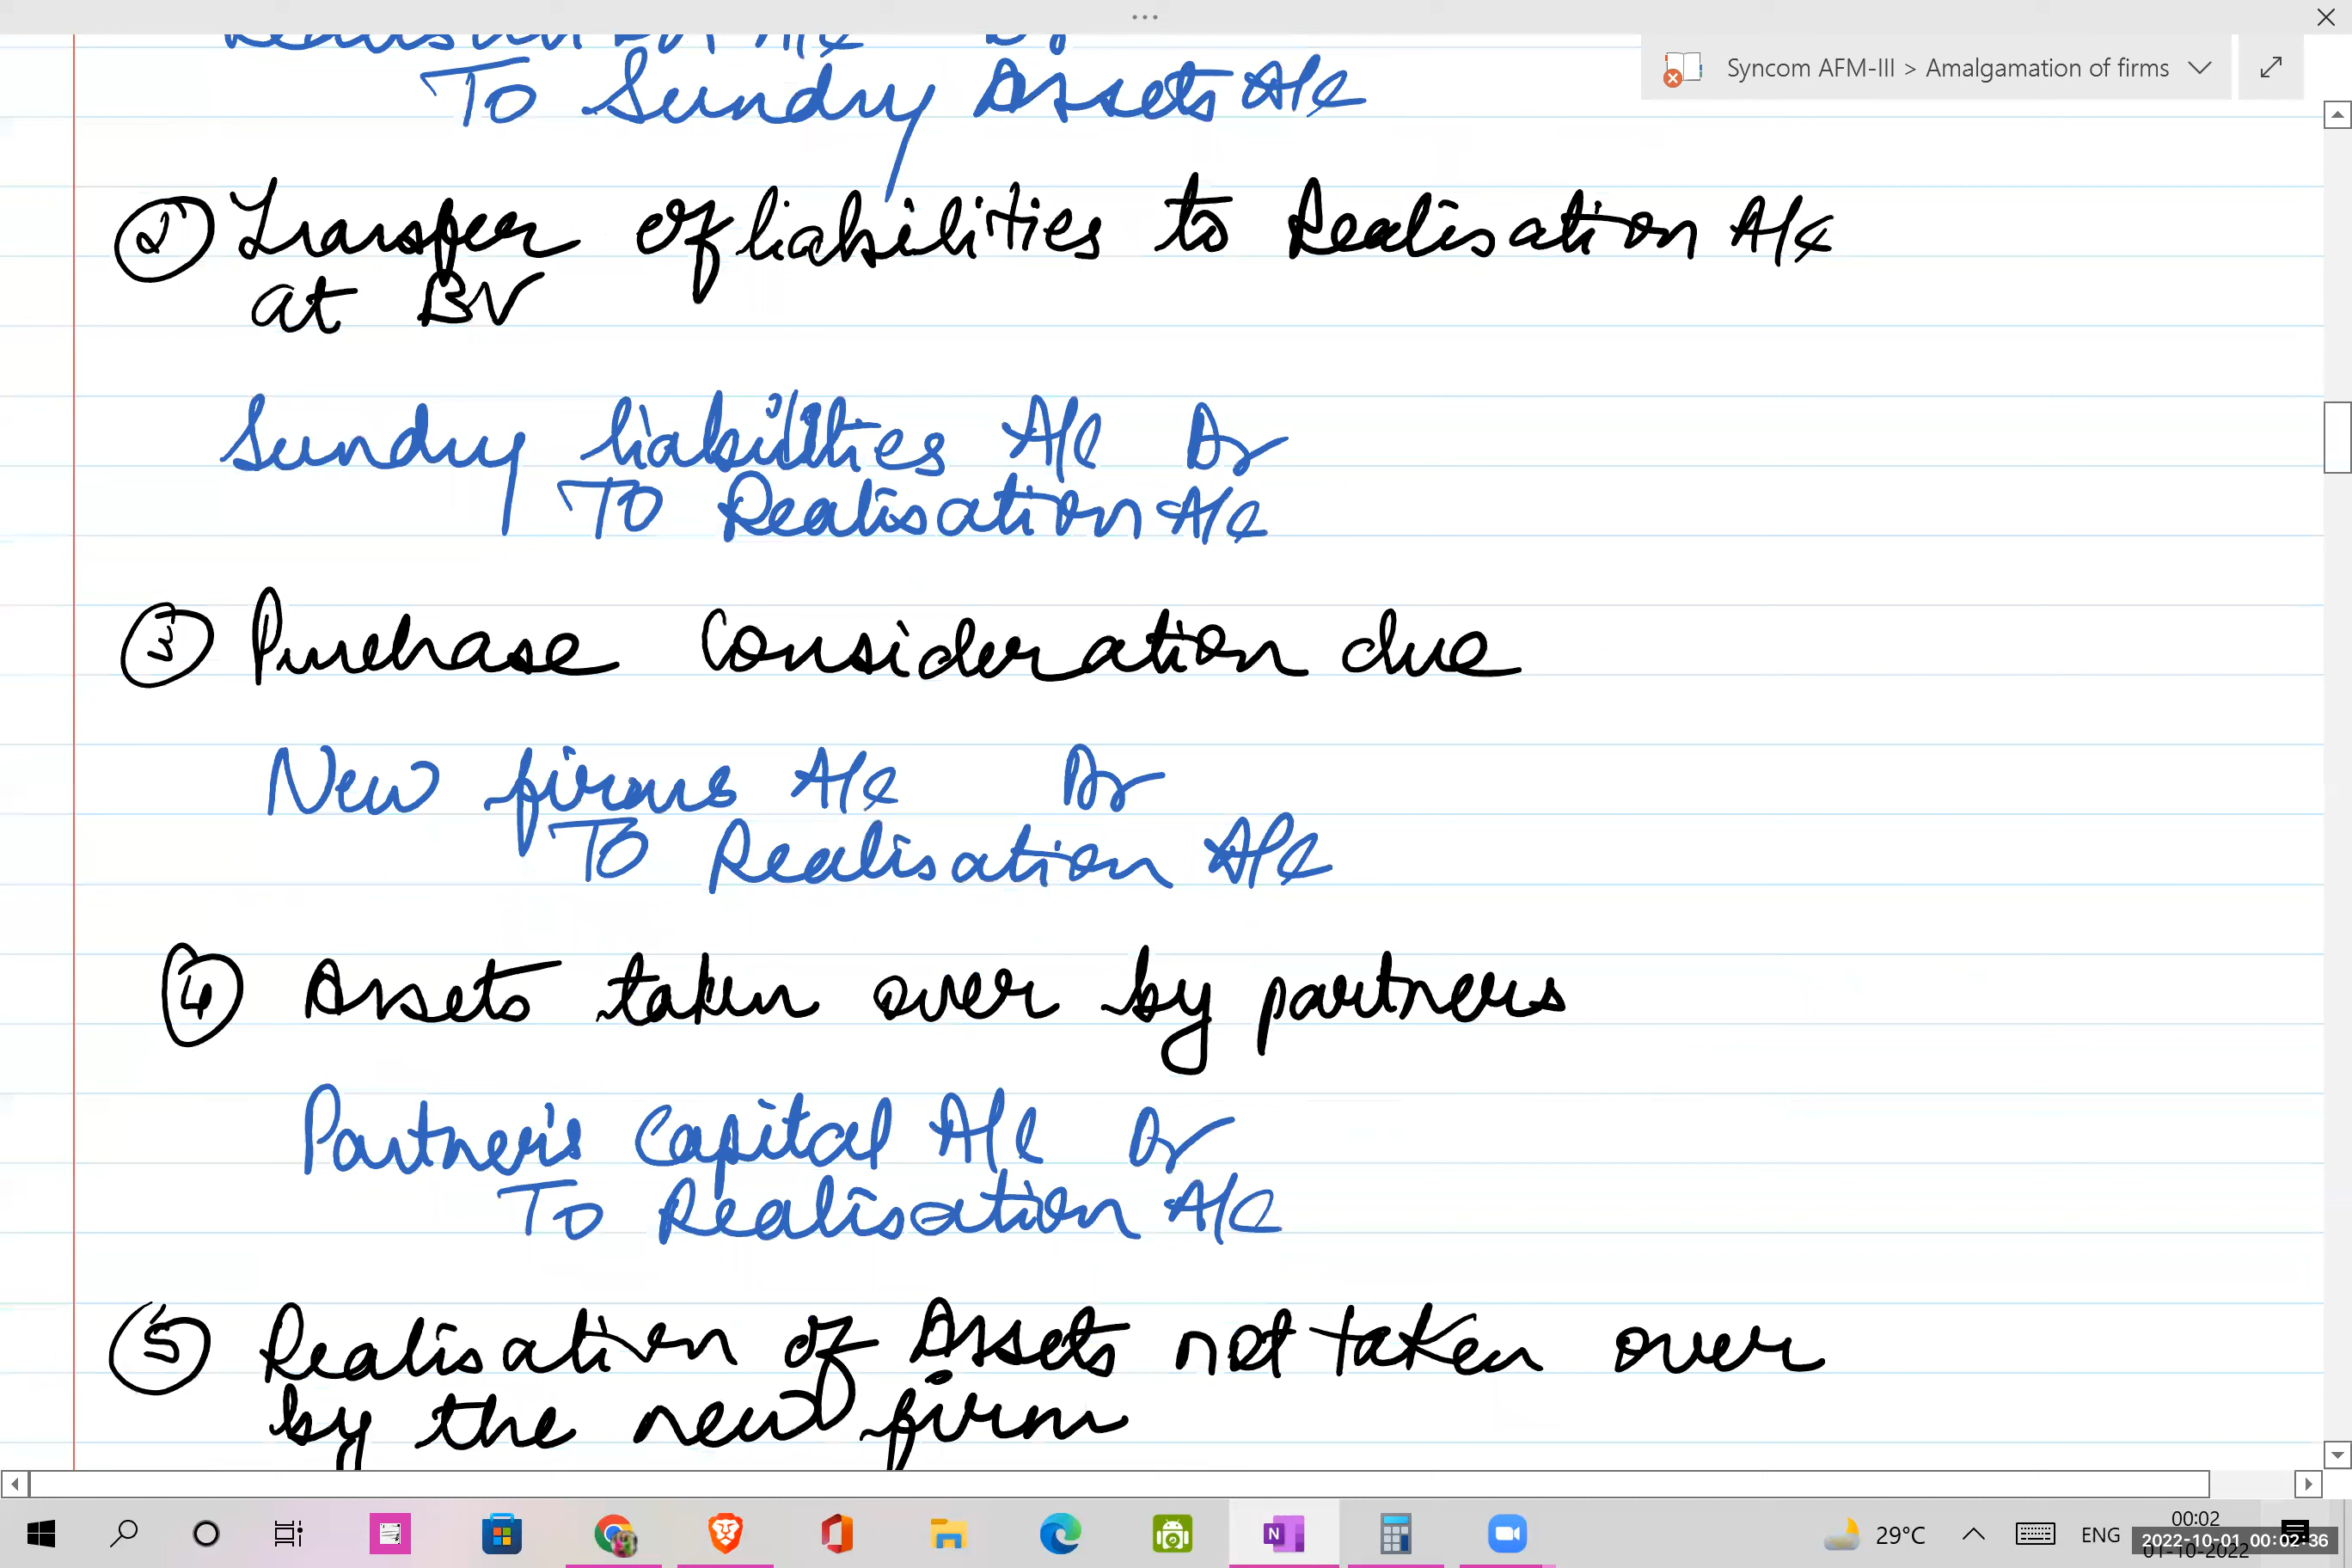 ...
Syncom AFM-III > Amalgamation of firms
To Sundry Assets A/c
2 Transfer of liabilities to Realisation A/c
at BV
Sundry liabilities A/c Dr
To Realisation A/c
3 Purchase Consideration due
New firms A/c Dr
To Realisation A/c
4 Assets taken over by partners
Partner's Capital A/c Dr
To Realisation A/c
5 Realisation of Assets not taken over
by the new firm
29°C
ENG
00:02
2022-10-01 00:02:36
01-10-2022